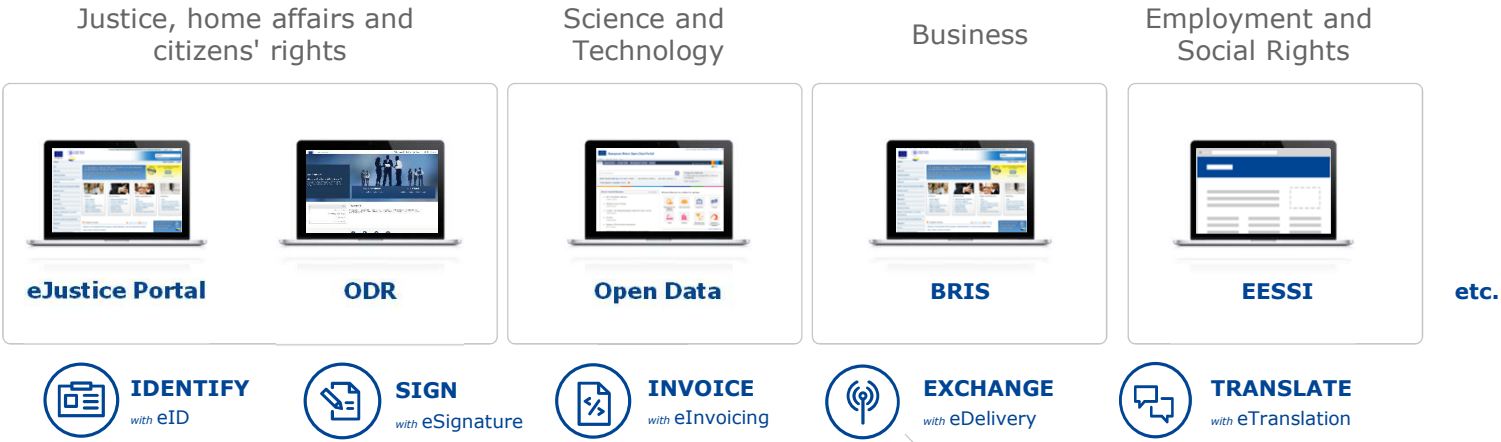 Justice, home affairs and
citizens' rights
Science and
Technology
Business
Employment and
Social Rights
eJustice Portal
ODR
Open Data
BRIS
EESSI
etc.
IDENTIFY
with eID
SIGN
with eSignature
INVOICE
with eInvoicing
EXCHANGE
with eDelivery
TRANSLATE
with eTranslation